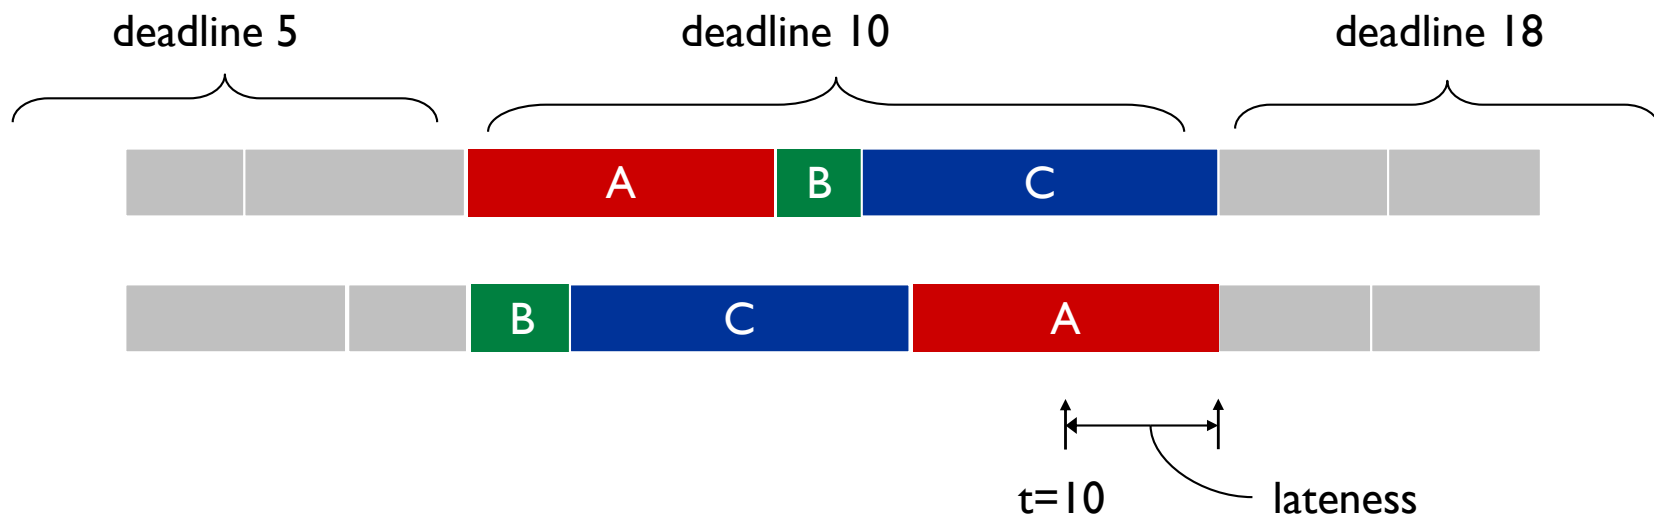 deadline 5 deadline 10 deadline 18
A B C
B C A
t=10 lateness